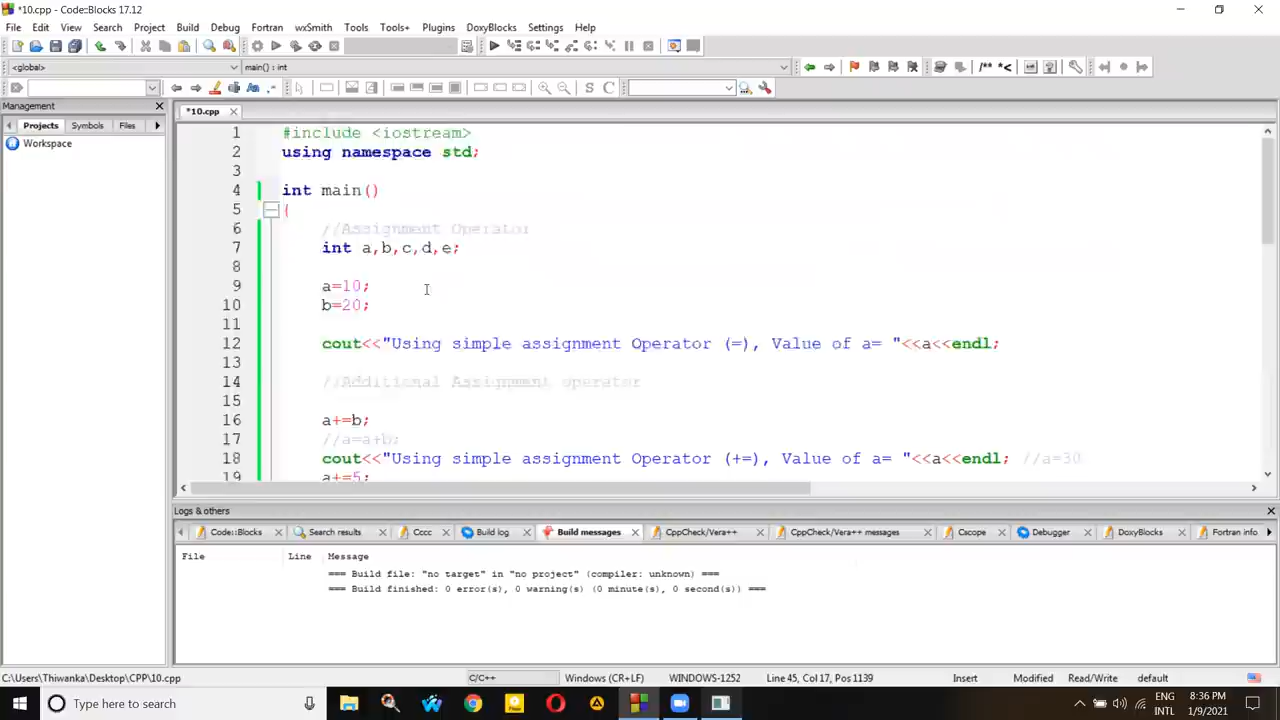 *10.cpp - Code::Blocks 17.12
File Edit View Search Project Build Debug Fortran wxSmith Tools Tools+ Plugins DoxyBlocks Settings Help
<global> main() : int
/** *<
S C
Management
*10.cpp
Projects Symbols Files
Workspace
1 #include <iostream>
2 using namespace std;
3
4 int main()
5 {
6 //Assignment Operator
7 int a,b,c,d,e;
8
9 a=10;
10 b=20;
11
12 cout<<"Using simple assignment Operator (=), Value of a= "<<a<<endl;
13
14 //Additional Assignment operator
15
16 a+=b;
17 //a=a+b;
18 cout<<"Using simple assignment Operator (+=), Value of a= "<<a<<endl; //a=30
19 a+=5;
Logs & others
Code::Blocks Search results Cccc Build log Build messages CppCheck/Vera++ CppCheck/Vera++ messages Cscope Debugger DoxyBlocks Fortran info
File Line Message
=== Build file: "no target" in "no project" (compiler: unknown) ===
=== Build finished: 0 error(s), 0 warning(s) (0 minute(s), 0 second(s)) ===
C:\Users\Thiwanka\Desktop\CPP\10.cpp C/C++ Windows (CR+LF) WINDOWS-1252 Line 45, Col 17, Pos 1139 Insert Modified Read/Write default
Type here to search
ENG
INTL
8:36 PM
1/9/2021